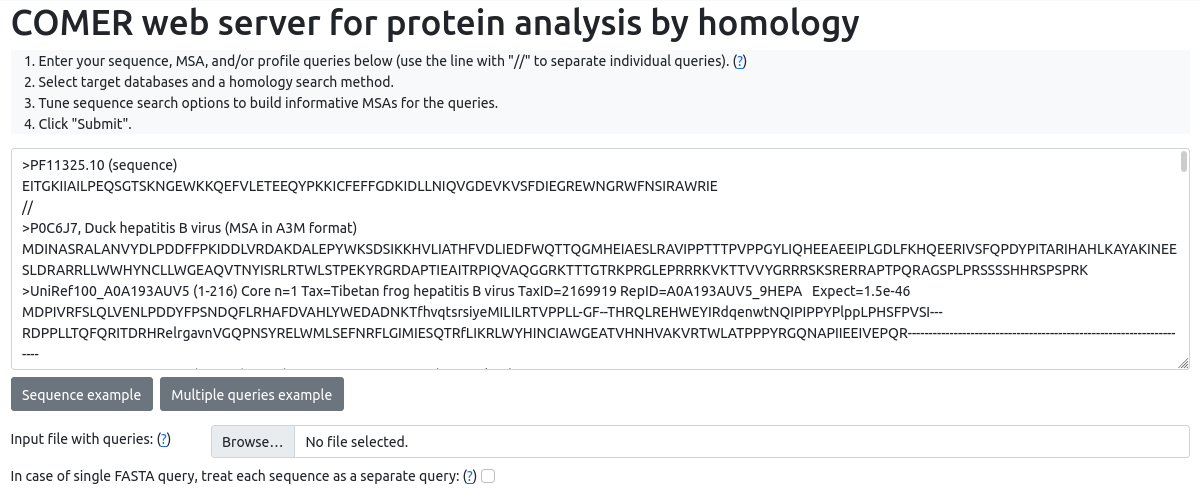 COMER web server for protein analysis by homology
1. Enter your sequence, MSA, and/or profile queries below (use the line with "//" to separate individual queries). (?)
2. Select target databases and a homology search method.
3. Tune sequence search options to build informative MSAs for the queries.
4. Click "Submit".
>PF11325.10 (sequence)
EITGKIIAILPEQSGTSKNGEWKKQEFVLETEEQYPKKICFEFFGDKIDLLNIQVGDEVKVSFDIEGREWNGRWFNSIRAWRIE
//
>P0C6J7, Duck hepatitis B virus (MSA in A3M format)
MDINASRALANVYDLPDDFFPKIDDLVRDAKDALEPYWKSDSIKKHVLIATHFVDLIEDFWQTTQGMHEIAESLRAVIPPTTTPVPPGYLIQHEEAEEIPLGDLFKHQEERIVSFQPDYPITARIHAHLKAYAKINEE
SLDRARRLLWWHYNCLLWGEAQVTNYISRLRTWLSTPEKYRGRDAPTIEAITRPIQVAQGGRKTTTGTRKPRGLEPRRRKVKTTVVYGRRRSKSRERRAPTPQRAGSPLPRSSSSHHRSPSPRK
>UniRef100_A0A193AUV5 (1-216) Core n=1 Tax=Tibetan frog hepatitis B virus TaxID=2169919 RepID=A0A193AUV5_9HEPA   Expect=1.5e-46
MDPIVRFSLQLVENLPDDYFPSNDQFLRHAFDVAHLYWEDADNKTfhvqtsrsiyeMILILRTVPPLL-GF--THRQLREHWEYIRdqenwtNQIPIPPYPlppLPHSFPVSI---
RDPPLLTQFQRITDRHRelrgavnVGQPNSYRELWMLSEFNRFLGIMIESQTRfLIKRLWYHINCIAWGEATVHNHVAKVRTWLATPPPYRGQNAPIIEEIVEPQR------------------------------------------------------------------
----
Sequence example
Multiple queries example
Input file with queries: (?) Browse... No file selected.
In case of single FASTA query, treat each sequence as a separate query: (?)